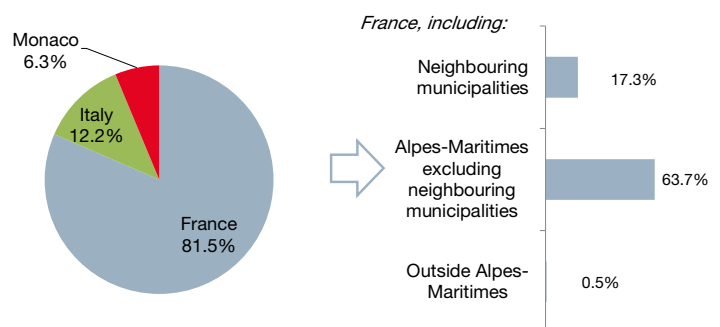 Monaco
6.3%
Italy
12.2%
France
81.5%
France, including:
Neighbouring
municipalities
17.3%
Alpes-Maritimes
excluding
neighbouring
municipalities
63.7%
Outside Alpes-
Maritimes
0.5%